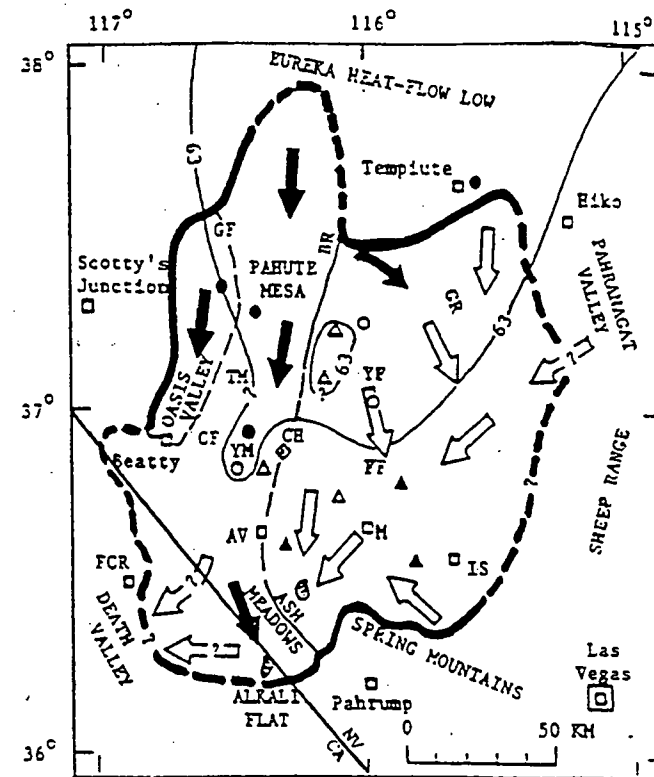 117° 116° 115°
38°
EUREKA HEAT-FLOW LOW
63
Tempiute
Hiko
GF
BR
Scotty's
Junction
PAHUTE
MESA
GR
PAHRANAGAT
VALLEY
63
?
63
?
OASIS
VALLEY
TM
?
YF
37°
CF
YM
CH
Beatty
FF
SHEEP RANGE
?
AV
M
IS
FCR
?
?
ASH
MEADOWS
DEATH
VALLEY
?
SPRING MOUNTAINS
Las
Vegas
ALKALI
FLAT
Pahrump
0 50 KM
NV
CA
36°